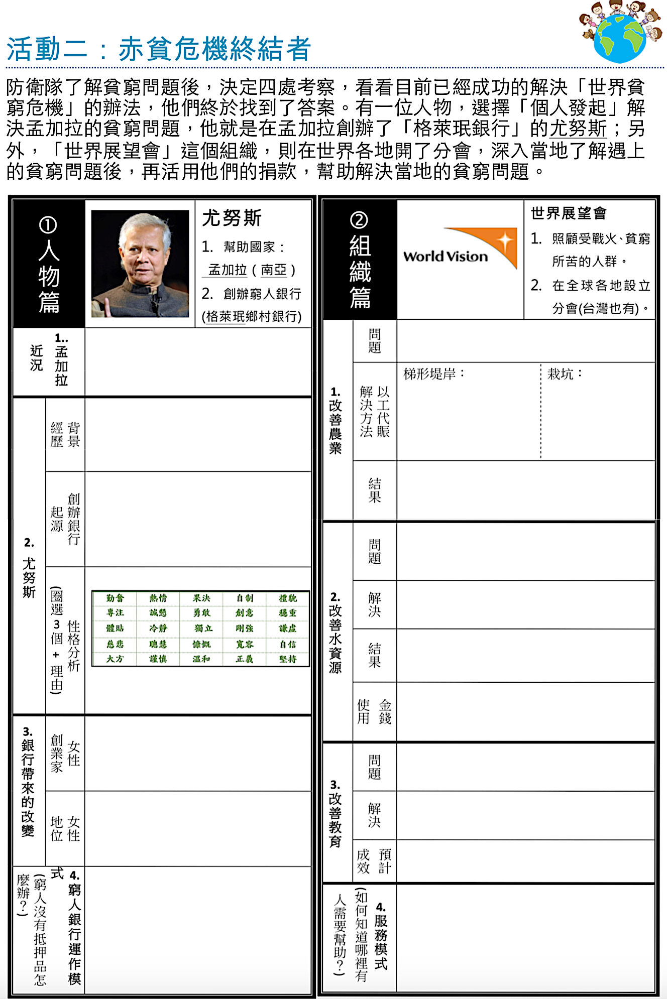 活動二：赤貧危機終結者
防衛隊了解貧窮問題後，決定四處考察，看看目前已經成功的解決「世界貧
窮危機」的辦法，他們終於找到了答案。有一位人物，選擇「個人發起」解
決孟加拉的貧窮問題，他就是在孟加拉創辦了「格萊珉銀行」的尤努斯；另
外，「世界展望會」這個組織，則在世界各地開了分會，深入當地了解遇上
的貧窮問題後，再活用他們的捐款，幫助解決當地的貧窮問題。
①人物篇
尤努斯
1. 幫助國家：
孟加拉（南亞）
2. 創辦窮人銀行
(格萊珉鄉村銀行)
1..孟加拉
近況
2. 尤努斯
背景
經歷
創辦銀行
起源
性格分析
(圈選3個+理由)
勤奮 熱情 果決 自制 禮貌
專注 誠懇 勇敢 創意 穩重
體貼 冷靜 獨立 剛強 謙虛
慈悲 聰慧 慷慨 寬容 自信
大方 謹慎 溫和 正義 堅持
3.銀行帶來的改變
女性
創業家
女性
地位
4.窮人銀行運作模
式
(窮人沒有抵押品怎
麼辦？)
②組織篇
World Vision
世界展望會
1. 照顧受戰火、貧窮
所苦的人群。
2. 在全球各地設立
分會(台灣也有)。
1.改善農業
問題
以工代賑
解決方法
梯形堤岸：
栽坑：
結果
2.改善水資源
問題
解決
結果
金錢
使用
3.改善教育
問題
解決
預計
成效
4.服務模式
(如何知道哪裡有
人需要幫助？)